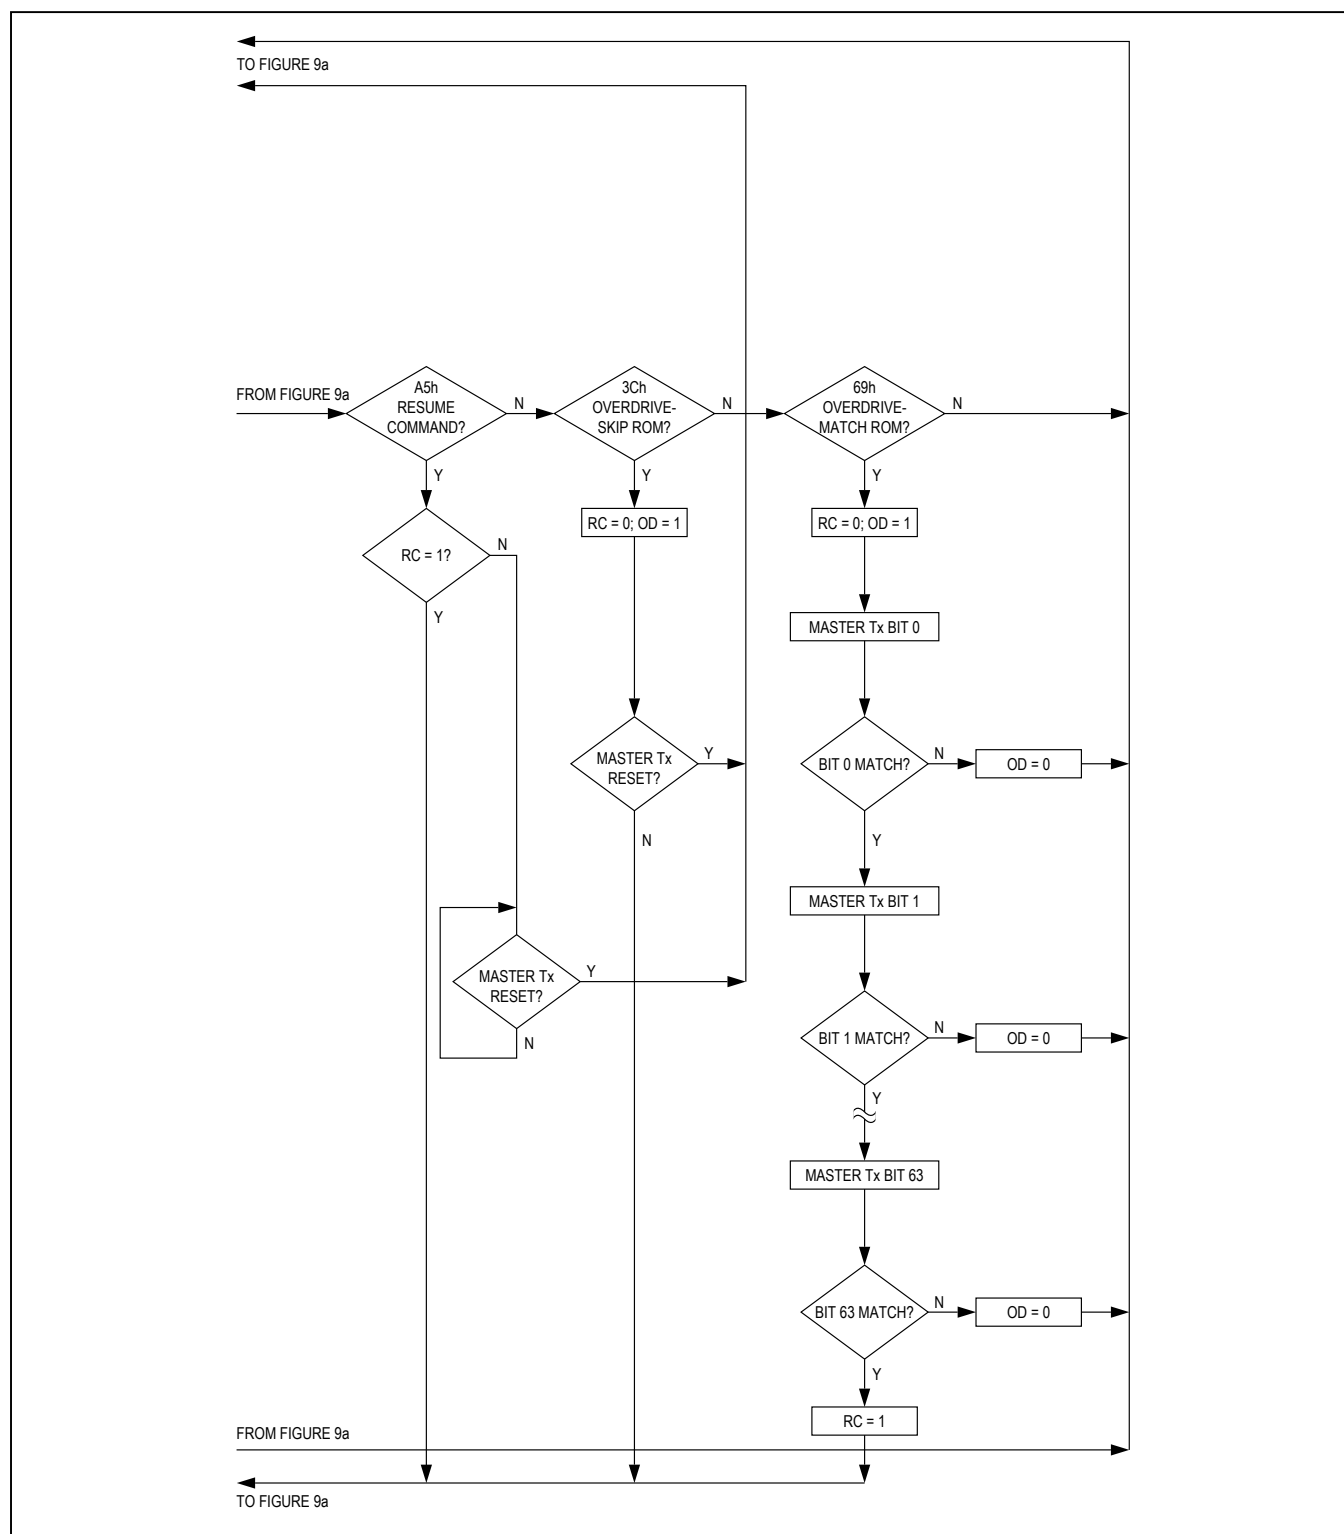 TO FIGURE 9a
FROM FIGURE 9a
A5h
RESUME
COMMAND?
N
3Ch
OVERDRIVE-
SKIP ROM?
N
69h
OVERDRIVE-
MATCH ROM?
N
Y
Y
Y
RC = 0; OD = 1
RC = 0; OD = 1
RC = 1?
N
Y
MASTER Tx BIT 0
MASTER Tx
RESET?
Y
N
BIT 0 MATCH?
N
OD = 0
Y
MASTER Tx BIT 1
MASTER Tx
RESET?
Y
N
BIT 1 MATCH?
N
OD = 0
Y
MASTER Tx BIT 63
BIT 63 MATCH?
N
OD = 0
Y
RC = 1
FROM FIGURE 9a
TO FIGURE 9a